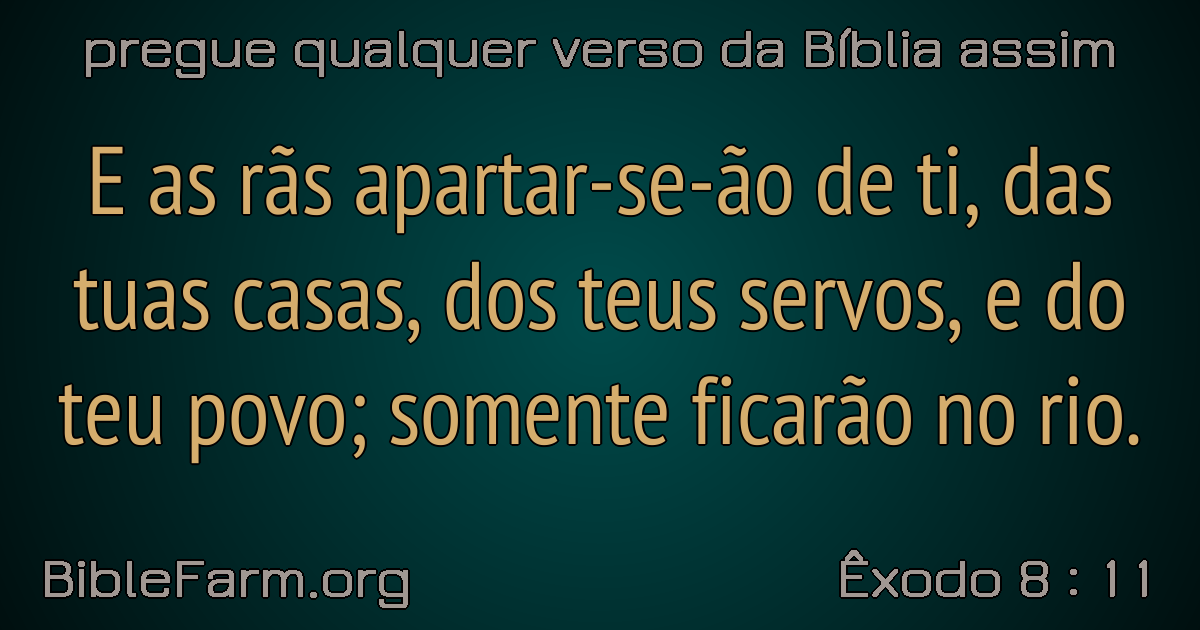 pregue qualquer verso da Bíblia assim
E as rãs apartar-se-ão de ti, das
tuas casas, dos teus servos, e do
teu povo; somente ficarão no rio.
BibleFarm.org
Êxodo 8 : 11